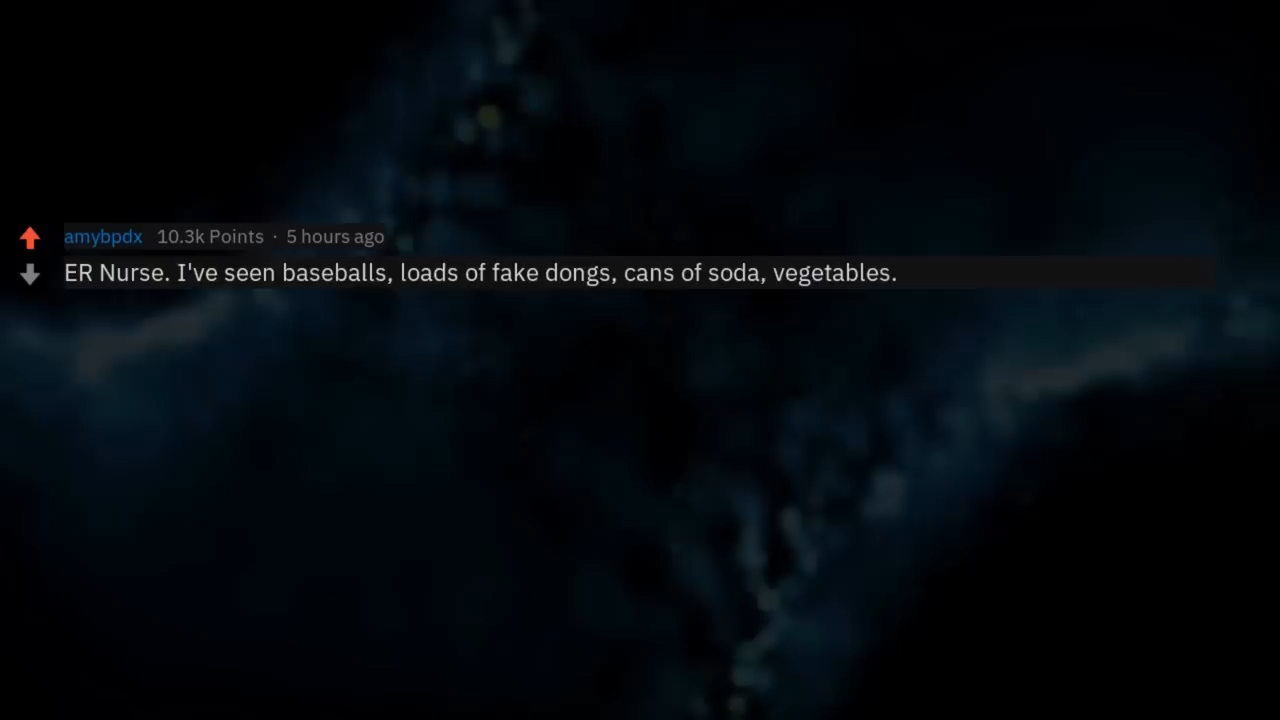 amybpdx 10.3k Points · 5 hours ago
ER Nurse. I've seen baseballs, loads of fake dongs, cans of soda, vegetables.